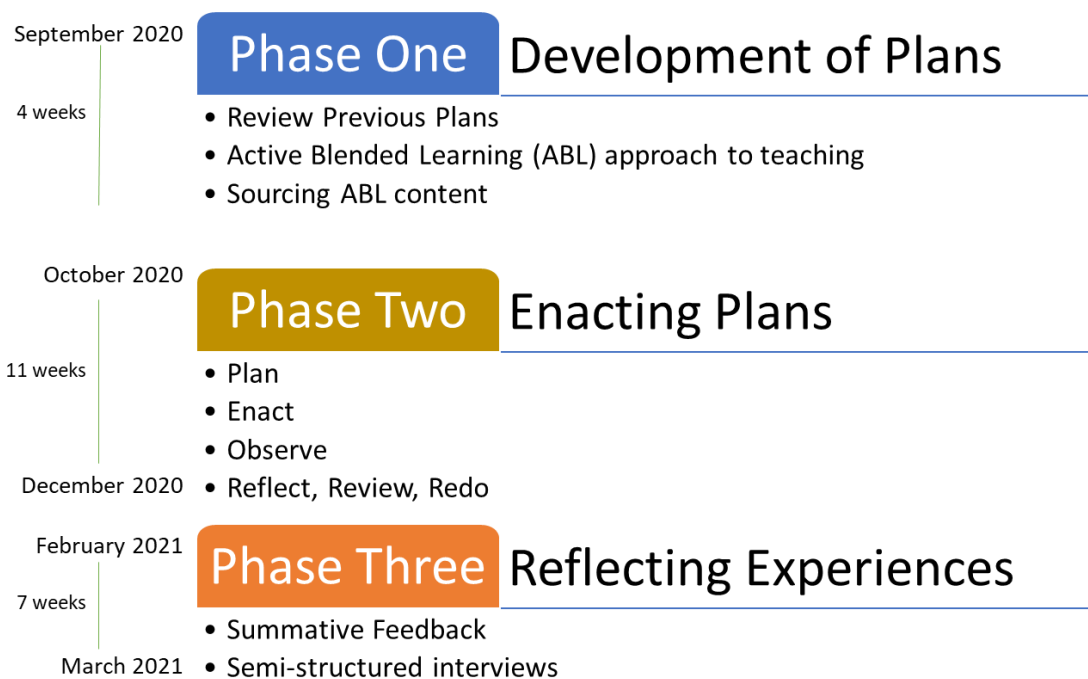 September 2020
Phase One
Development of Plans
4 weeks
• Review Previous Plans
• Active Blended Learning (ABL) approach to teaching
• Sourcing ABL content
October 2020
Phase Two
Enacting Plans
11 weeks
• Plan
• Enact
• Observe
December 2020
• Reflect, Review, Redo
February 2021
Phase Three
Reflecting Experiences
7 weeks
• Summative Feedback
March 2021
• Semi-structured interviews